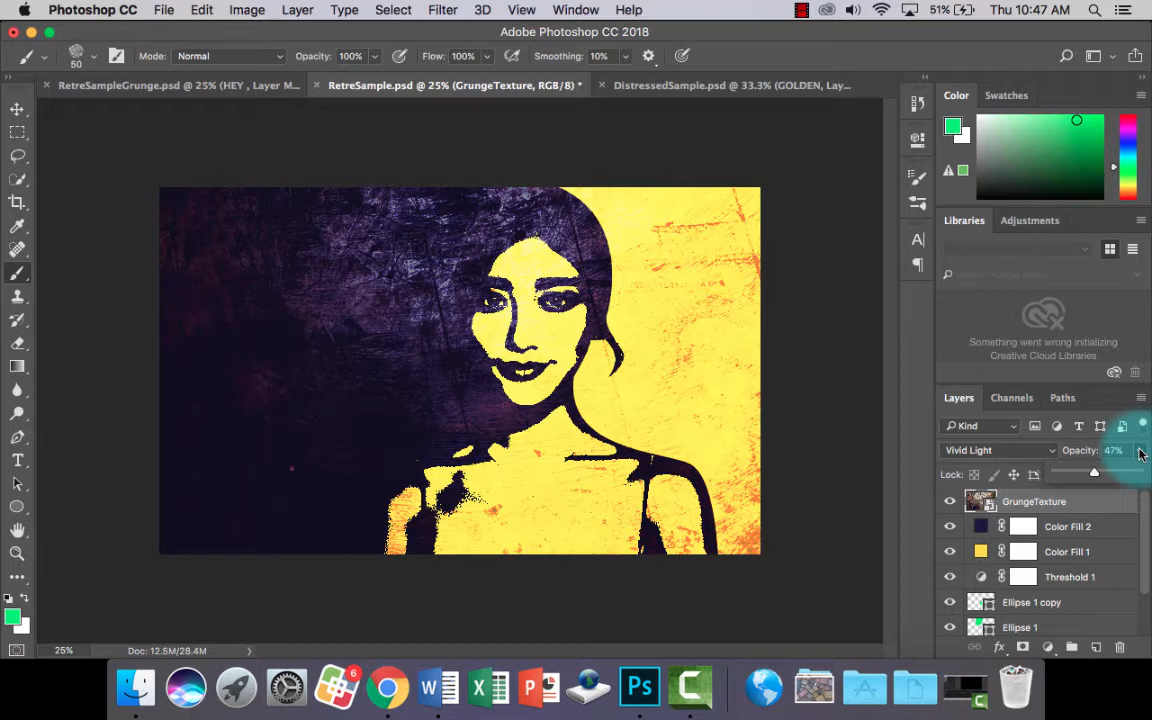 Photoshop CC File Edit Image Layer Type Select Filter 3D View Window Help 51% Thu 10:47 AM
Adobe Photoshop CC 2018
50 Mode: Normal Opacity: 100% Flow: 100% Smoothing: 10%
RetreSampleGrunge.psd @ 25% (HEY , Layer M... RetreSample.psd @ 25% (GrungeTexture, RGB/8) * DistressedSample.psd @ 33.3% (GOLDEN, Lay...
Color Swatches
Libraries Adjustments
Something went wrong initializing
Creative Cloud Libraries
Layers Channels Paths
Kind
Vivid Light Opacity: 47%
Lock:
GrungeTexture
Color Fill 2
Color Fill 1
Threshold 1
Ellipse 1 copy
Ellipse 1
25% Doc: 12.5M/28.4M
6
W X P Ps C